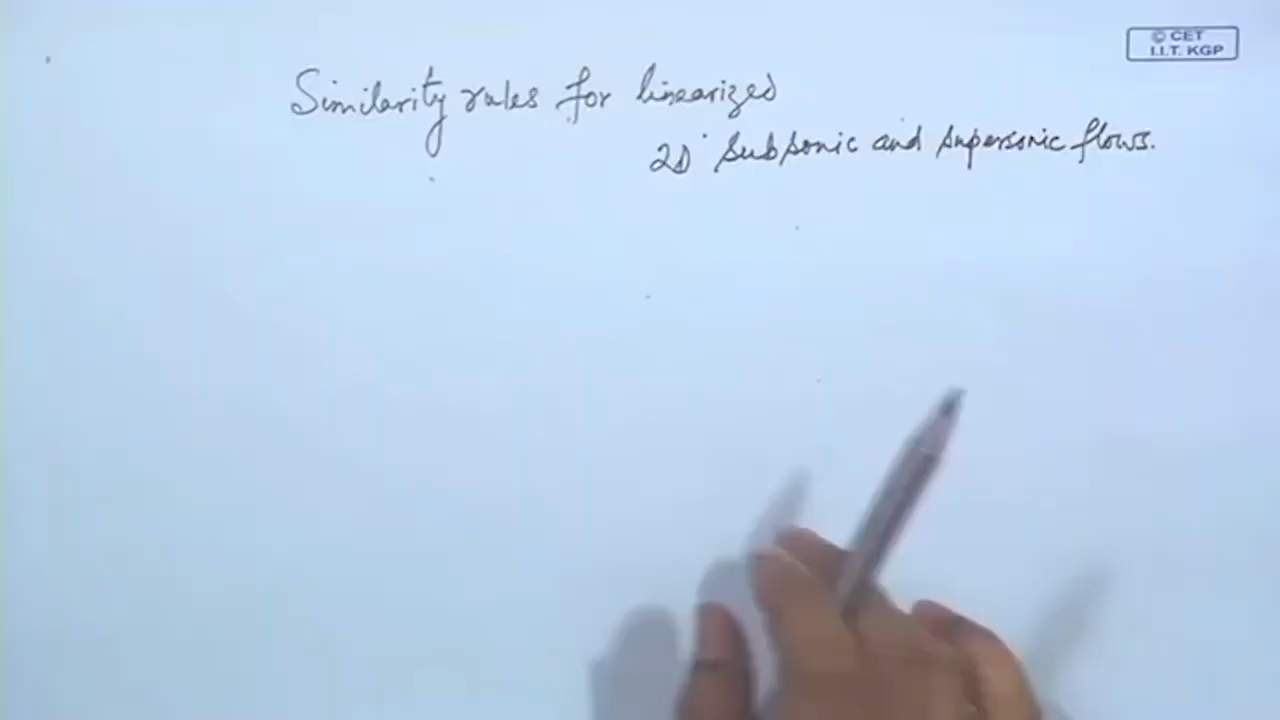 © CET
I.I.T. KGP
Similarity rules for linearized
2D subsonic and supersonic flows.